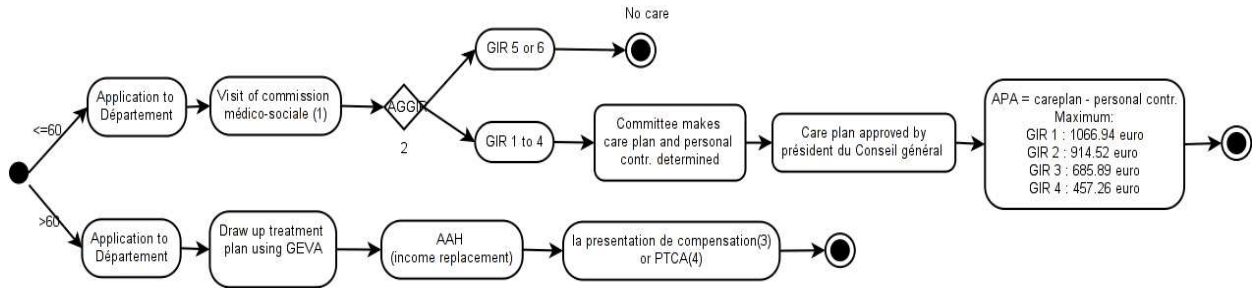 No care
GIR 5 or 6
<=60
Application to
Département
Visit of commission
médico-sociale (1)
AGGIR
2
GIR 1 to 4
Committee makes
care plan and personal
contr. determined
Care plan approved by
président du Conseil général
APA = careplan - personal contr.
Maximum:
GIR 1 : 1066.94 euro
GIR 2 : 914.52 euro
GIR 3 : 685.89 euro
GIR 4 : 457.26 euro
>60
Application to
Département
Draw up treatment
plan using GEVA
AAH
(income replacement)
la presentation de compensation(3)
or PTCA(4)